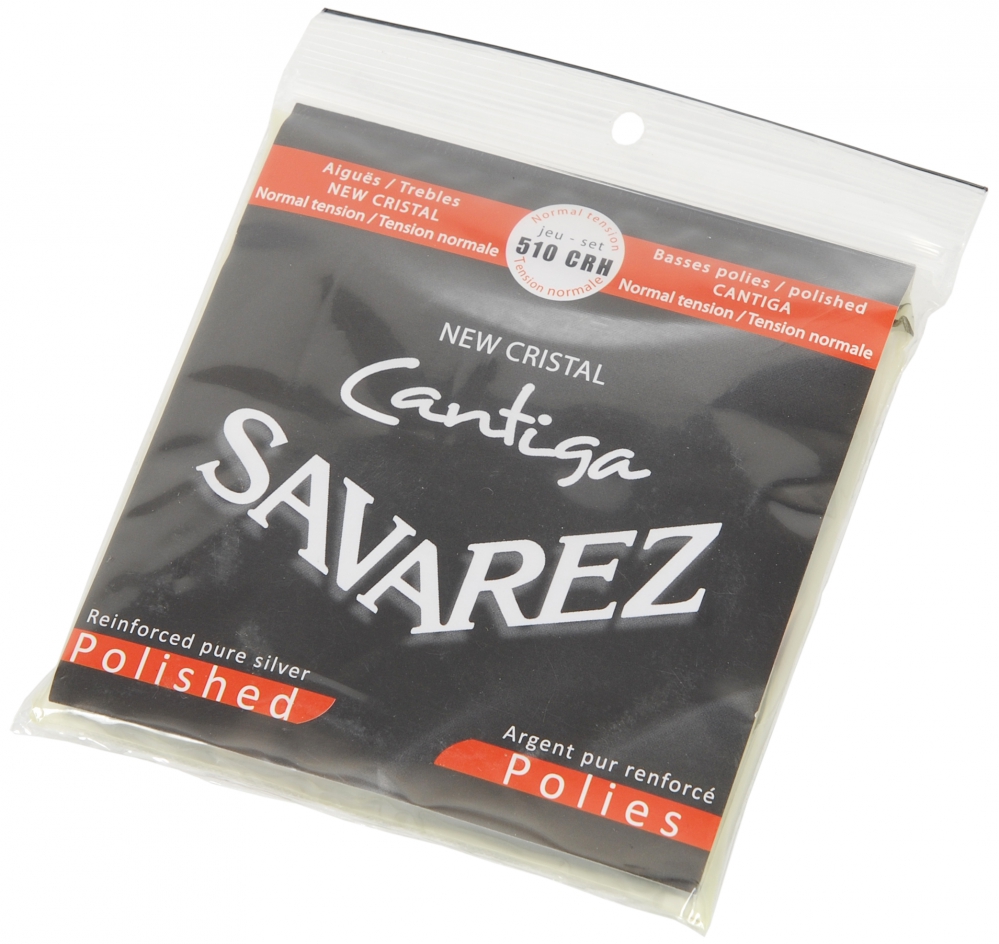 Aiguës / Trebles
NEW CRISTAL
Normal tension / Tension normale
Normal tension
jeu - set
510 CRH
Tension normale
Basses polies / polished
CANTIGA
Normal tension / Tension normale
NEW CRISTAL
Cantiga
SAVAREZ
Reinforced pure silver
Polished
Argent pur renforcé
Polies